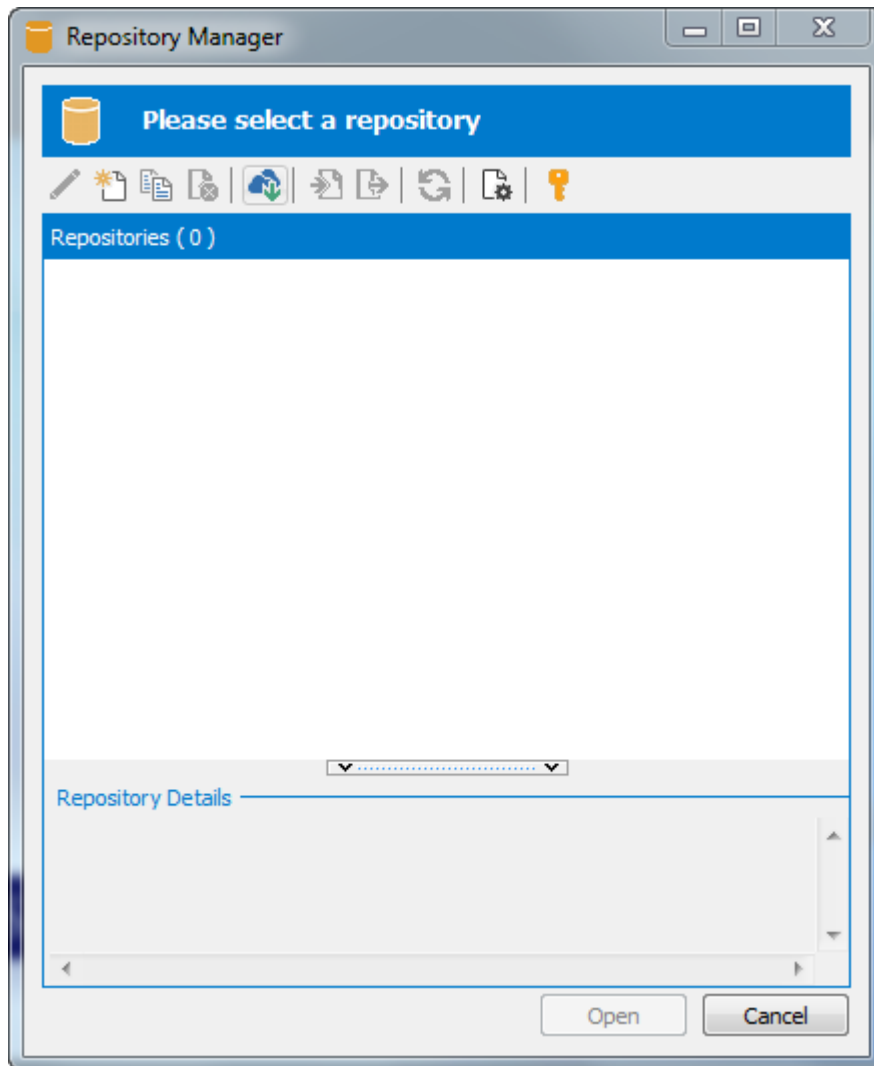 Repository Manager
Please select a repository
Repositories ( 0 )
Repository Details
Open
Cancel